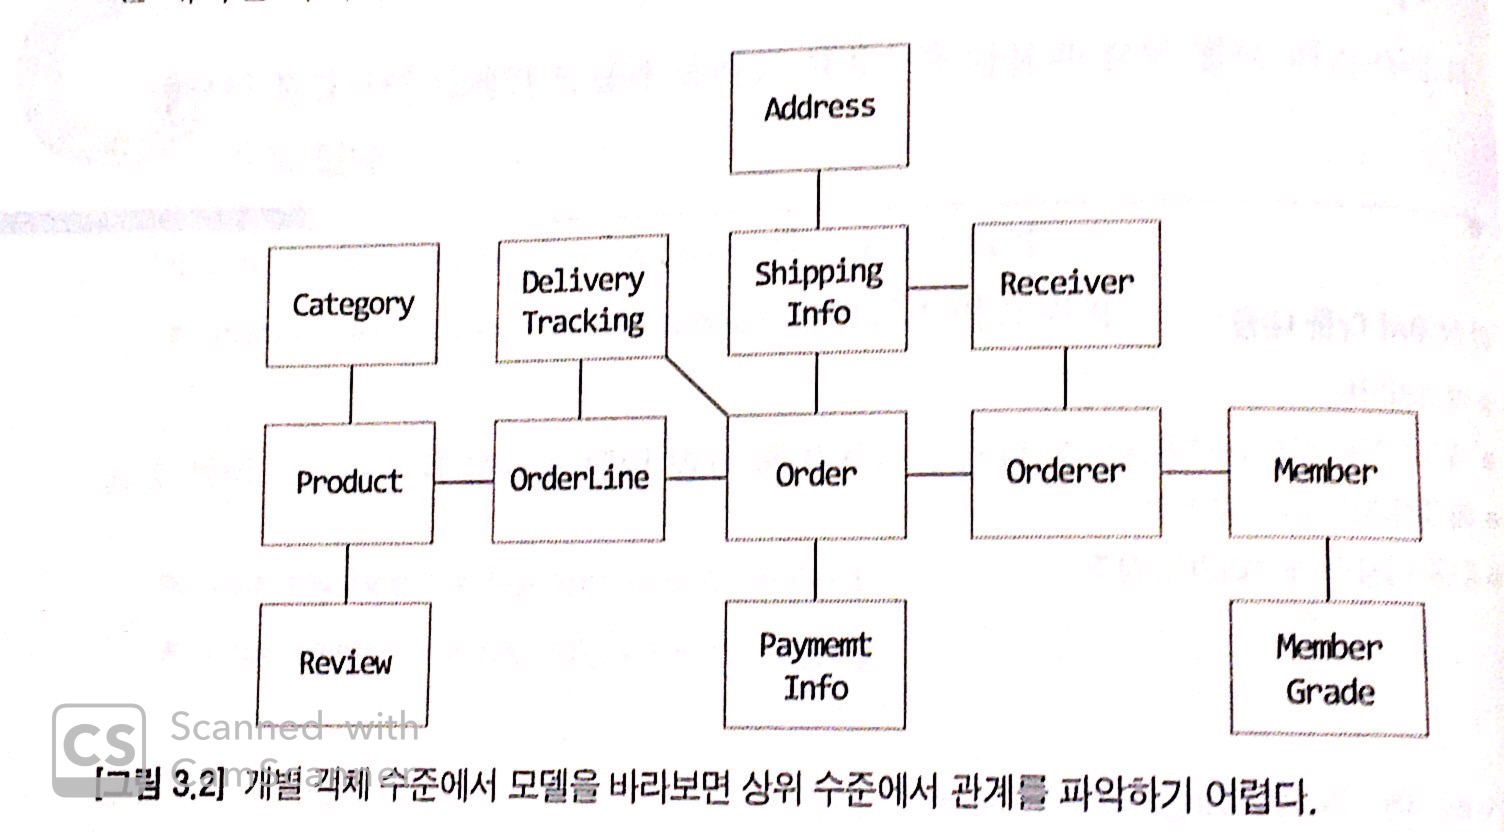 Address
Category
Delivery
Tracking
Shipping
Info
Receiver
Product
OrderLine
Order
Orderer
Member
Review
Paymemt
Info
Member
Grade
CS
Scanned with
CamScanner
[그림 3.2] 개별 객체 수준에서 모델을 바라보면 상위 수준에서 관계를 파악하기 어렵다.